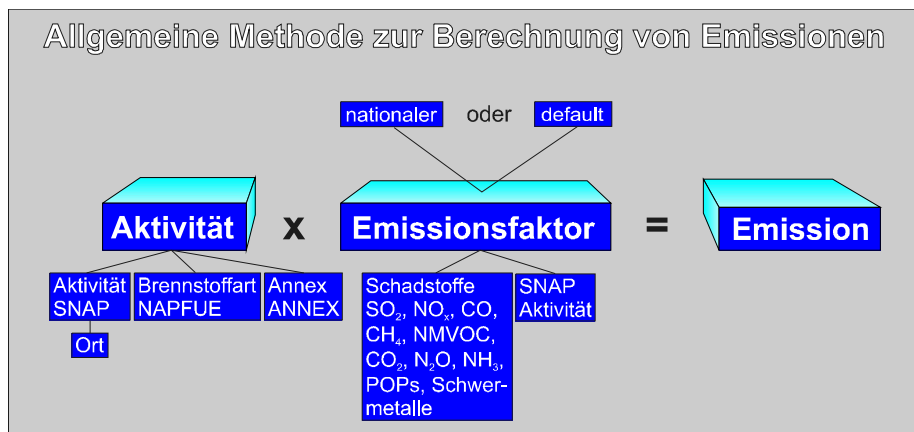 Allgemeine Methode zur Berechnung von Emissionen
nationaler oder default
Aktivität x Emissionsfaktor = Emission
Aktivität
SNAP
Ort
Brennstoffart
NAPFUE
Annex
ANNEX
Schadstoffe
SO₂, NOₓ, CO,
CH₄, NMVOC,
CO₂, N₂O, NH₃,
POPs, Schwer-
metalle
SNAP
Aktivität